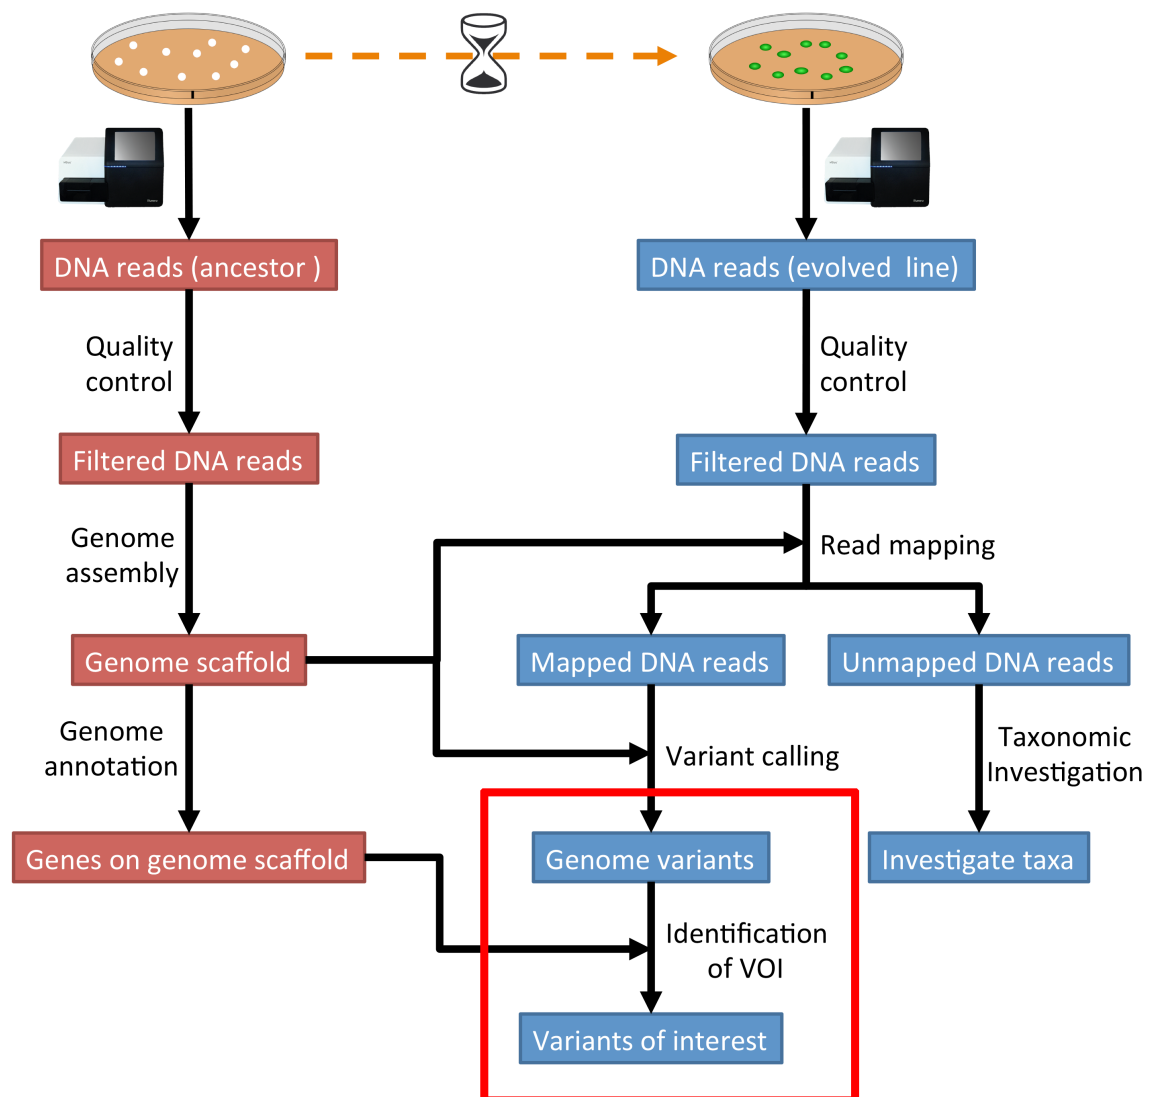 DNA reads (ancestor )
DNA reads (evolved  line)
Quality
control
Quality
control
Filtered DNA reads
Filtered DNA reads
Genome
assembly
Read mapping
Genome scaffold
Mapped DNA reads
Unmapped DNA reads
Genome
annotation
Variant calling
Taxonomic
Investigation
Genes on genome scaffold
Genome variants
Investigate taxa
Identification
of VOI
Variants of interest